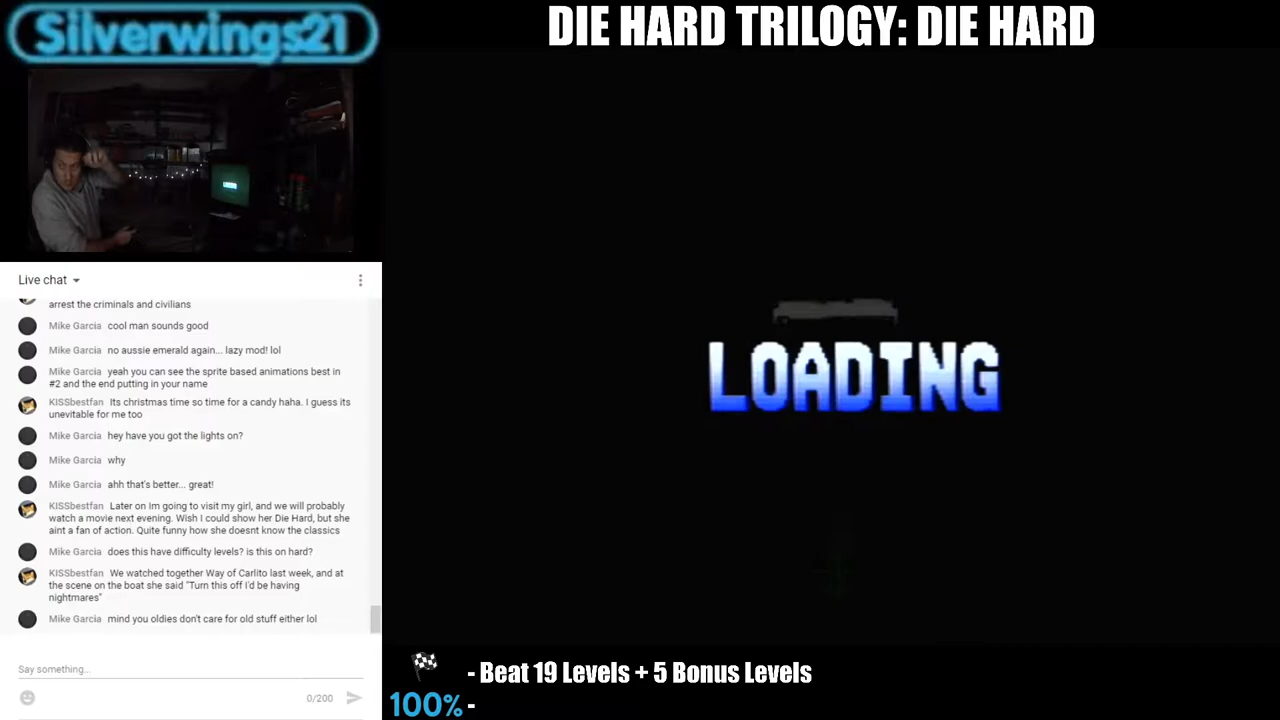 Silverwings21
DIE HARD TRILOGY: DIE HARD
Live chat
arrest the criminals and civilians
Mike Garcia cool man sounds good
Mike Garcia no aussie emerald again... lazy mod! lol
Mike Garcia yeah you can see the sprite based animations best in
#2 and the end putting in your name
KISSbestfan Its christmas time so time for a candy haha. I guess its
unevitable for me too
Mike Garcia hey have you got the lights on?
Mike Garcia why
Mike Garcia ahh that's better... great!
KISSbestfan Later on Im going to visit my girl, and we will probably
watch a movie next evening. Wish I could show her Die Hard, but she
aint a fan of action. Quite funny how she doesnt know the classics
Mike Garcia does this have difficulty levels? is this on hard?
KISSbestfan We watched together Way of Carlito last week, and at
the scene on the boat she said "Turn this off I'd be having
nightmares"
Mike Garcia mind you oldies don't care for old stuff either lol
Say something...
0/200
LOADING
- Beat 19 Levels + 5 Bonus Levels
100% -